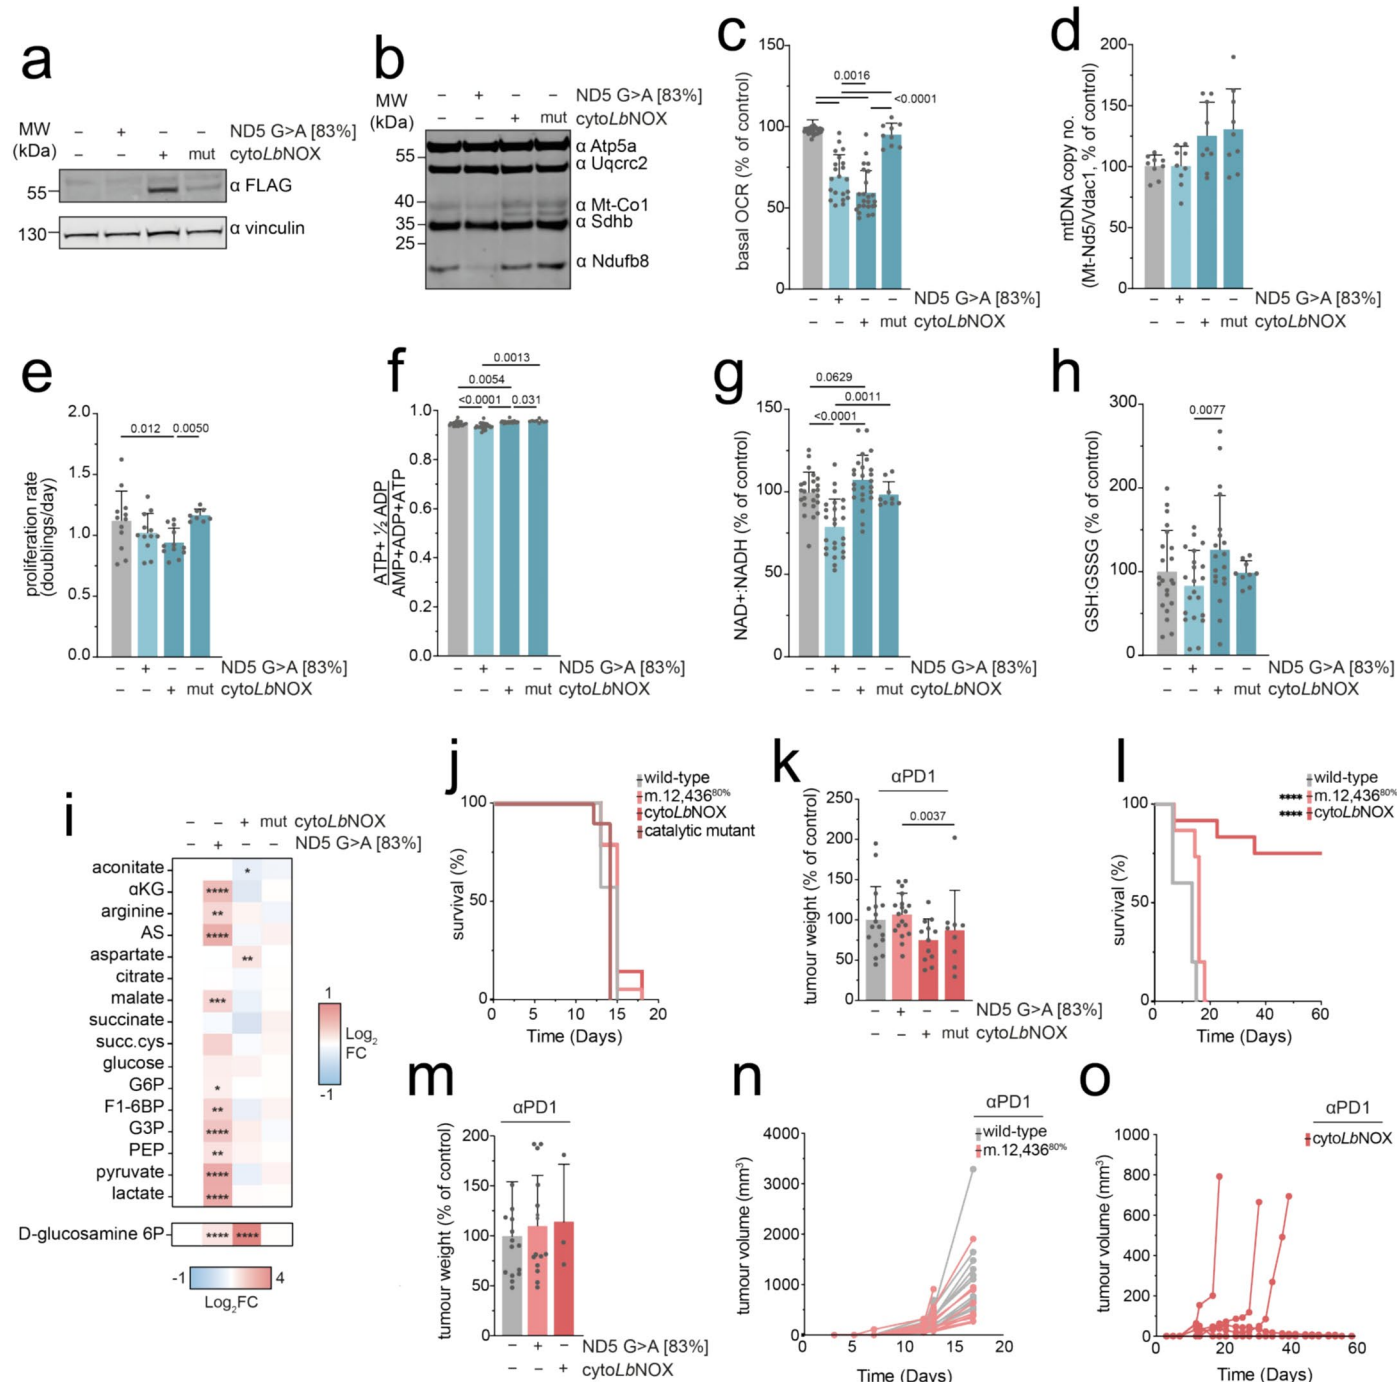 a
MW
(kDa)
– + – – ND5 G>A [83%]
– – + mut cytoLbNOX
55
α FLAG
130
α vinculin
b
MW
(kDa)
– + – – ND5 G>A [83%]
– – + mut cytoLbNOX
α Atp5a
55
α Uqcrc2
40
α Mt-Co1
35
α Sdhb
25
α Ndufb8
c
basal OCR (% of control)
150
100
50
0
0.0016
<0.0001
– + – – ND5 G>A [83%]
– – + mut cytoLbNOX
d
mtDNA copy no.
(Mt-Nd5/Vdac1, % of control)
200
150
100
50
0
– + – – ND5 G>A [83%]
– – + mut cytoLbNOX
e
proliferation rate
(doublings/day)
2.0
1.5
1.0
0.5
0.0
0.012 0.0050
– + – – ND5 G>A [83%]
– – + mut cytoLbNOX
f
ATP+ ½ ADP
AMP+ADP+ATP
1.0
0.8
0.6
0.4
0.2
0.0
0.0013
0.0054
<0.0001 0.031
– + – – ND5 G>A [83%]
– – + mut cytoLbNOX
g
NAD+:NADH (% of control)
150
100
50
0
0.0629
0.0011
<0.0001
– + – – ND5 G>A [83%]
– – + mut cytoLbNOX
h
GSH:GSSG (% of control)
300
200
100
0
0.0077
– + – – ND5 G>A [83%]
– – + mut cytoLbNOX
i
– – + mut cytoLbNOX
– + – – ND5 G>A [83%]
aconitate *
αKG ****
arginine **
AS ****
aspartate **
citrate
malate ***
succinate
succ.cys
glucose
G6P *
F1-6BP **
G3P ****
PEP **
pyruvate ****
lactate ****
D-glucosamine 6P **** ****
1
Log2
FC
-1
-1 4
Log2FC
j
survival (%)
100
50
0
0 5 10 15 20
Time (Days)
wild-type
m.12,43680%
cytoLbNOX
catalytic mutant
k
αPD1
tumour weight (% of control)
250
200
150
100
50
0
0.0037
– + – – ND5 G>A [83%]
– – + mut cytoLbNOX
l
survival (%)
100
50
0
0 20 40 60
Time (Days)
wild-type
**** m.12,43680%
**** cytoLbNOX
m
αPD1
tumour weight (% of control)
200
150
100
50
0
– + – ND5 G>A [83%]
– – + cytoLbNOX
n
αPD1
wild-type
m.12,43680%
tumour volume (mm3)
4000
3000
2000
1000
0
0 5 10 15 20
Time (Days)
o
αPD1
cytoLbNOX
tumour volume (mm3)
1000
800
600
400
200
0
0 20 40 60
Time (Days)